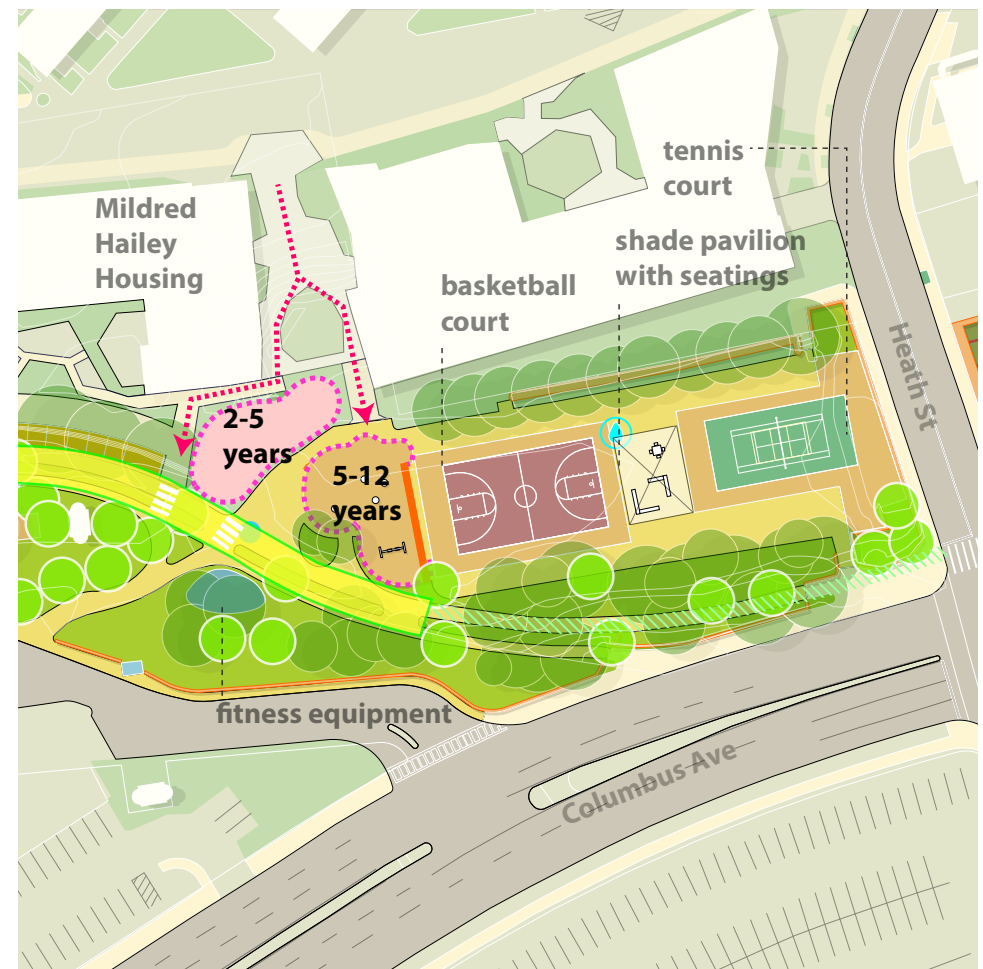 tennis
court
Mildred
Hailey
Housing
shade pavilion
with seatings
basketball
court
Heath St
2-5
years
5-12
years
fitness equipment
Columbus Ave